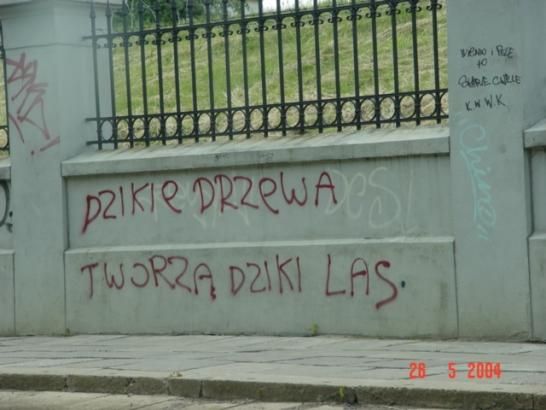 DZIKIE DRZEWA
TWORZĄ DZIKI LAS.
K.W.W.K
26 5 2004